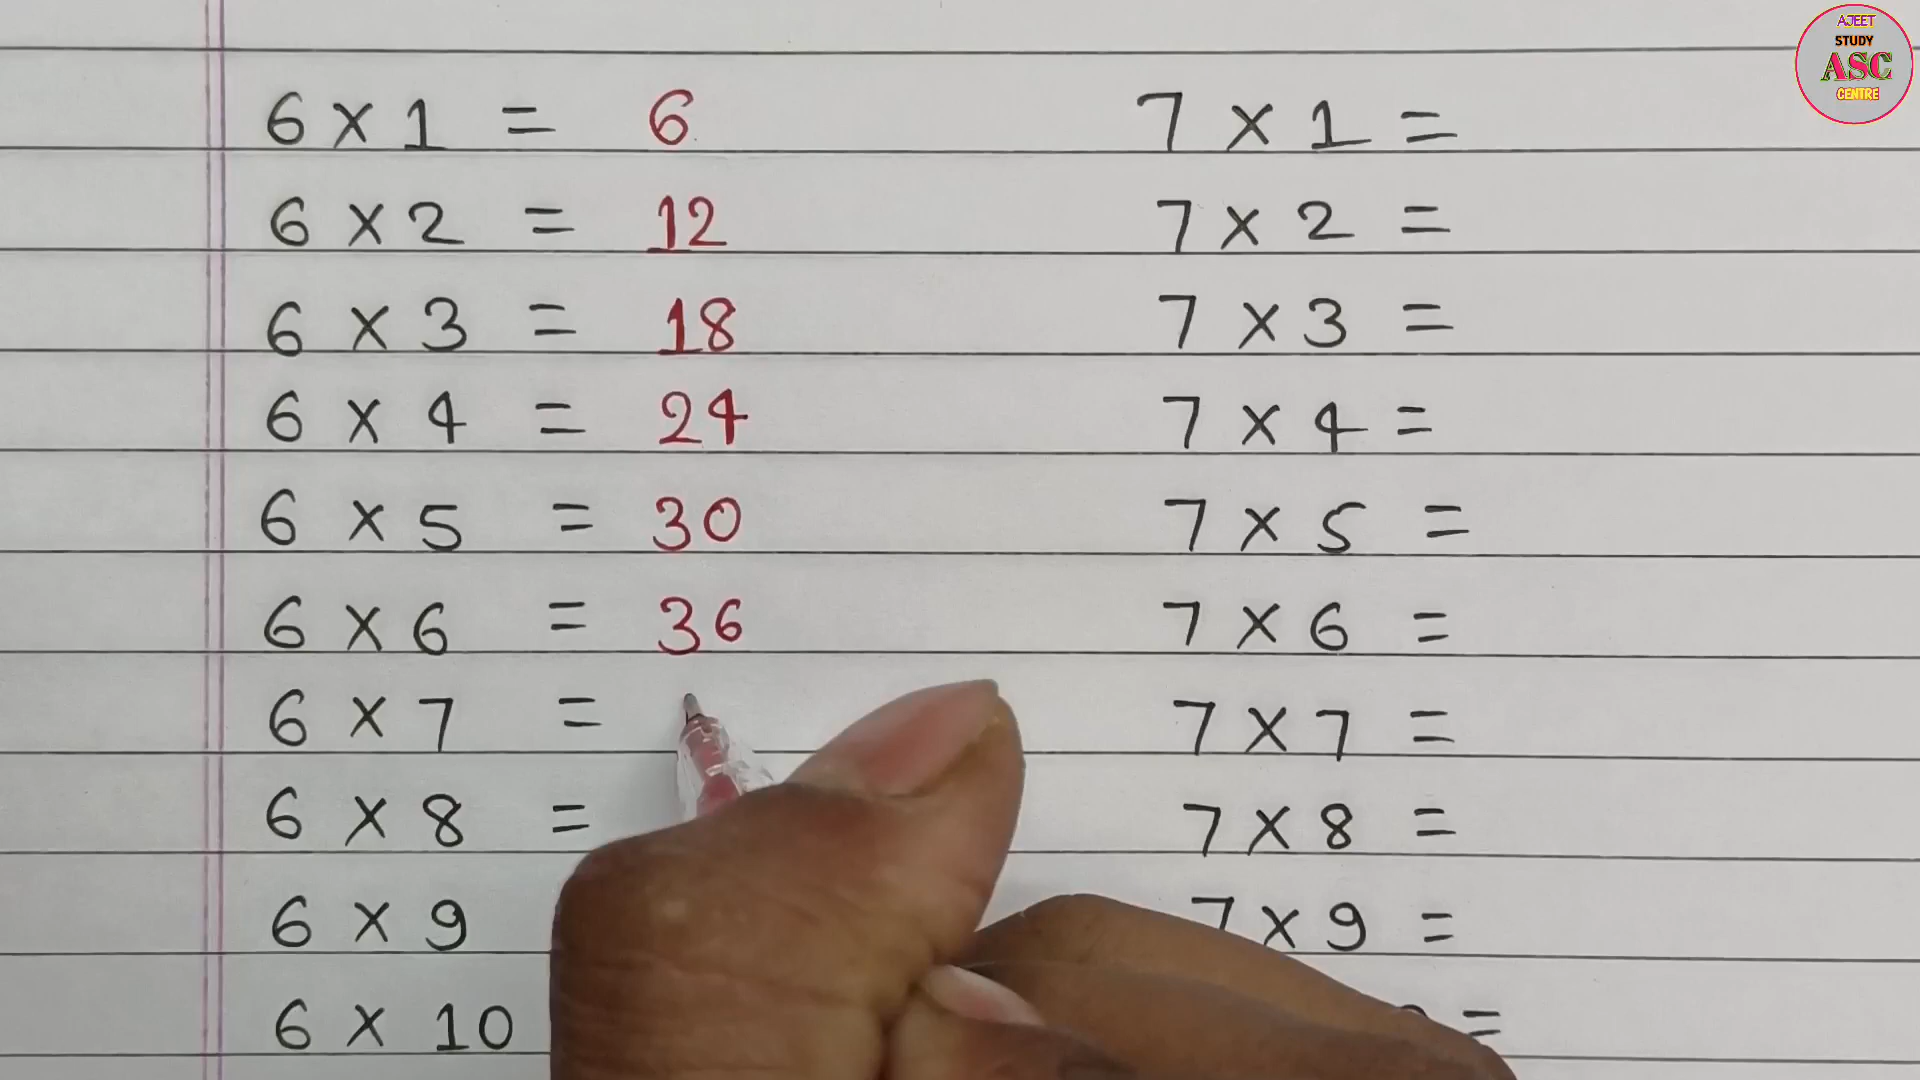 6 × 1 = 6
6 × 2 = 12
6 × 3 = 18
6 × 4 = 24
6 × 5 = 30
6 × 6 = 36
6 × 7 =
6 × 8 =
6 × 9
6 × 10
7 × 1 =
7 × 2 =
7 × 3 =
7 × 4 =
7 × 5 =
7 × 6 =
7 × 7 =
7 × 8 =
7 × 9 =
=
AJEET
STUDY
ASC
CENTRE